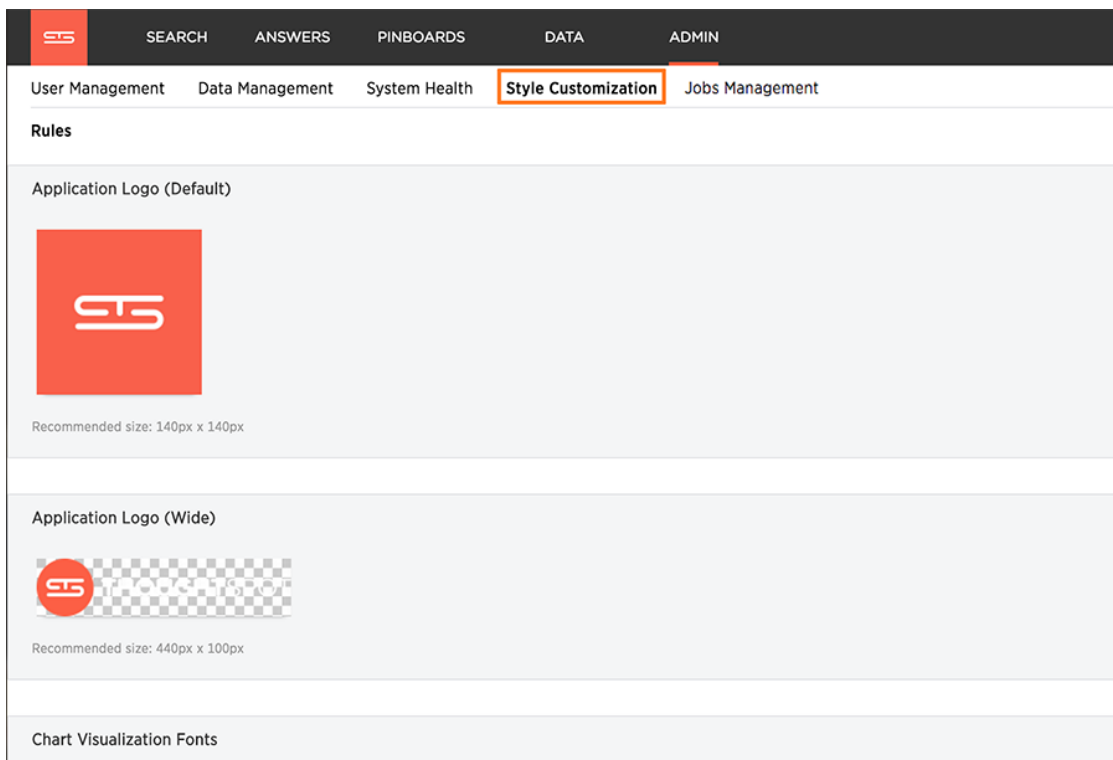 SEARCH ANSWERS PINBOARDS DATA ADMIN
User Management Data Management System Health Style Customization Jobs Management
Rules
Application Logo (Default)
Recommended size: 140px x 140px
Application Logo (Wide)
THOUGHTSPOT
Recommended size: 440px x 100px
Chart Visualization Fonts